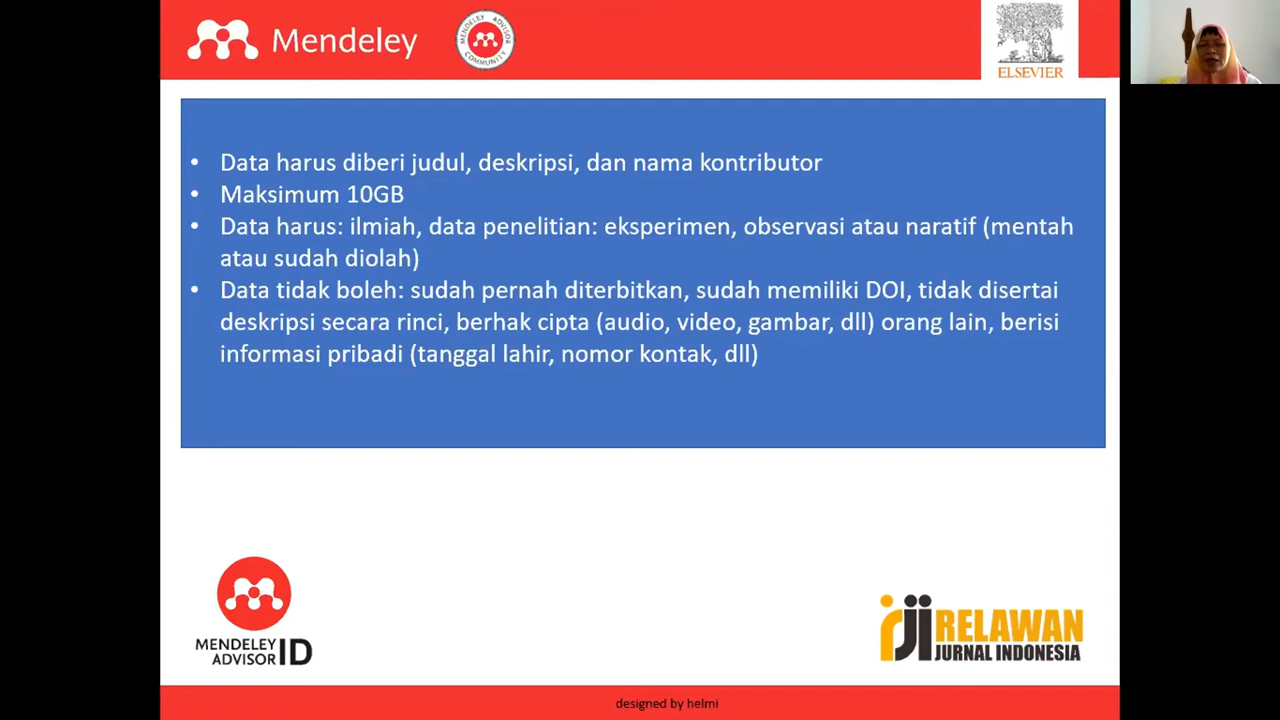 Mendeley
MENDELEY ADVISOR COMMUNITY
ELSEVIER
• Data harus diberi judul, deskripsi, dan nama kontributor
• Maksimum 10GB
• Data harus: ilmiah, data penelitian: eksperimen, observasi atau naratif (mentah
atau sudah diolah)
• Data tidak boleh: sudah pernah diterbitkan, sudah memiliki DOI, tidak disertai
deskripsi secara rinci, berhak cipta (audio, video, gambar, dll) orang lain, berisi
informasi pribadi (tanggal lahir, nomor kontak, dll)
MENDELEY
ADVISOR ID
rji RELAWAN
JURNAL INDONESIA
designed by helmi